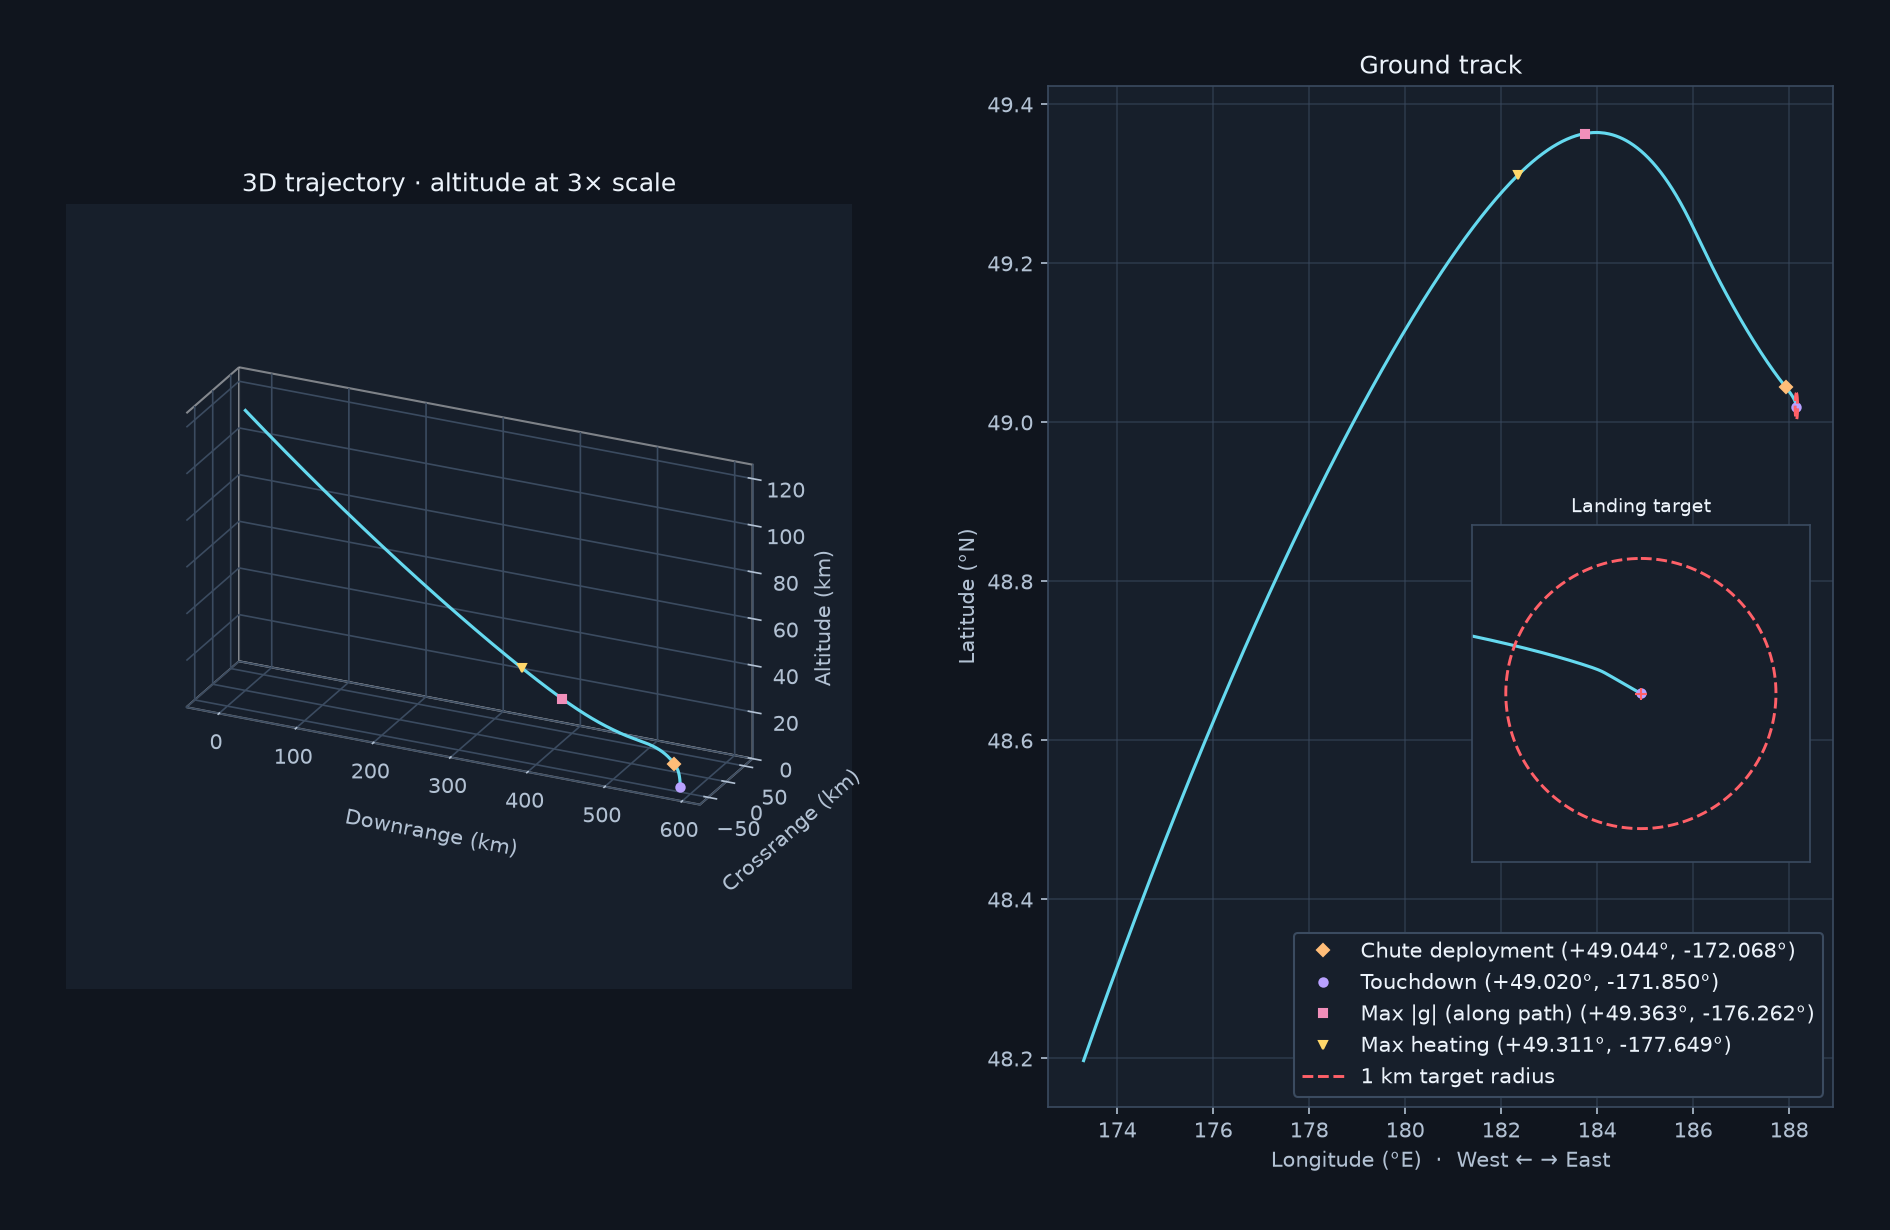 3D trajectory · altitude at 3× scale
120
100
80
60
40
20
0
Altitude (km)
0
100
200
300
400
500
600
Downrange (km)
50
0
−50
Crossrange (km)
Ground track
49.4
49.2
49.0
48.8
48.6
48.4
48.2
Latitude (°N)
Landing target
Chute deployment (+49.044°, -172.068°)
Touchdown (+49.020°, -171.850°)
Max |g| (along path) (+49.363°, -176.262°)
Max heating (+49.311°, -177.649°)
1 km target radius
174
176
178
180
182
184
186
188
Longitude (°E) · West ← → East